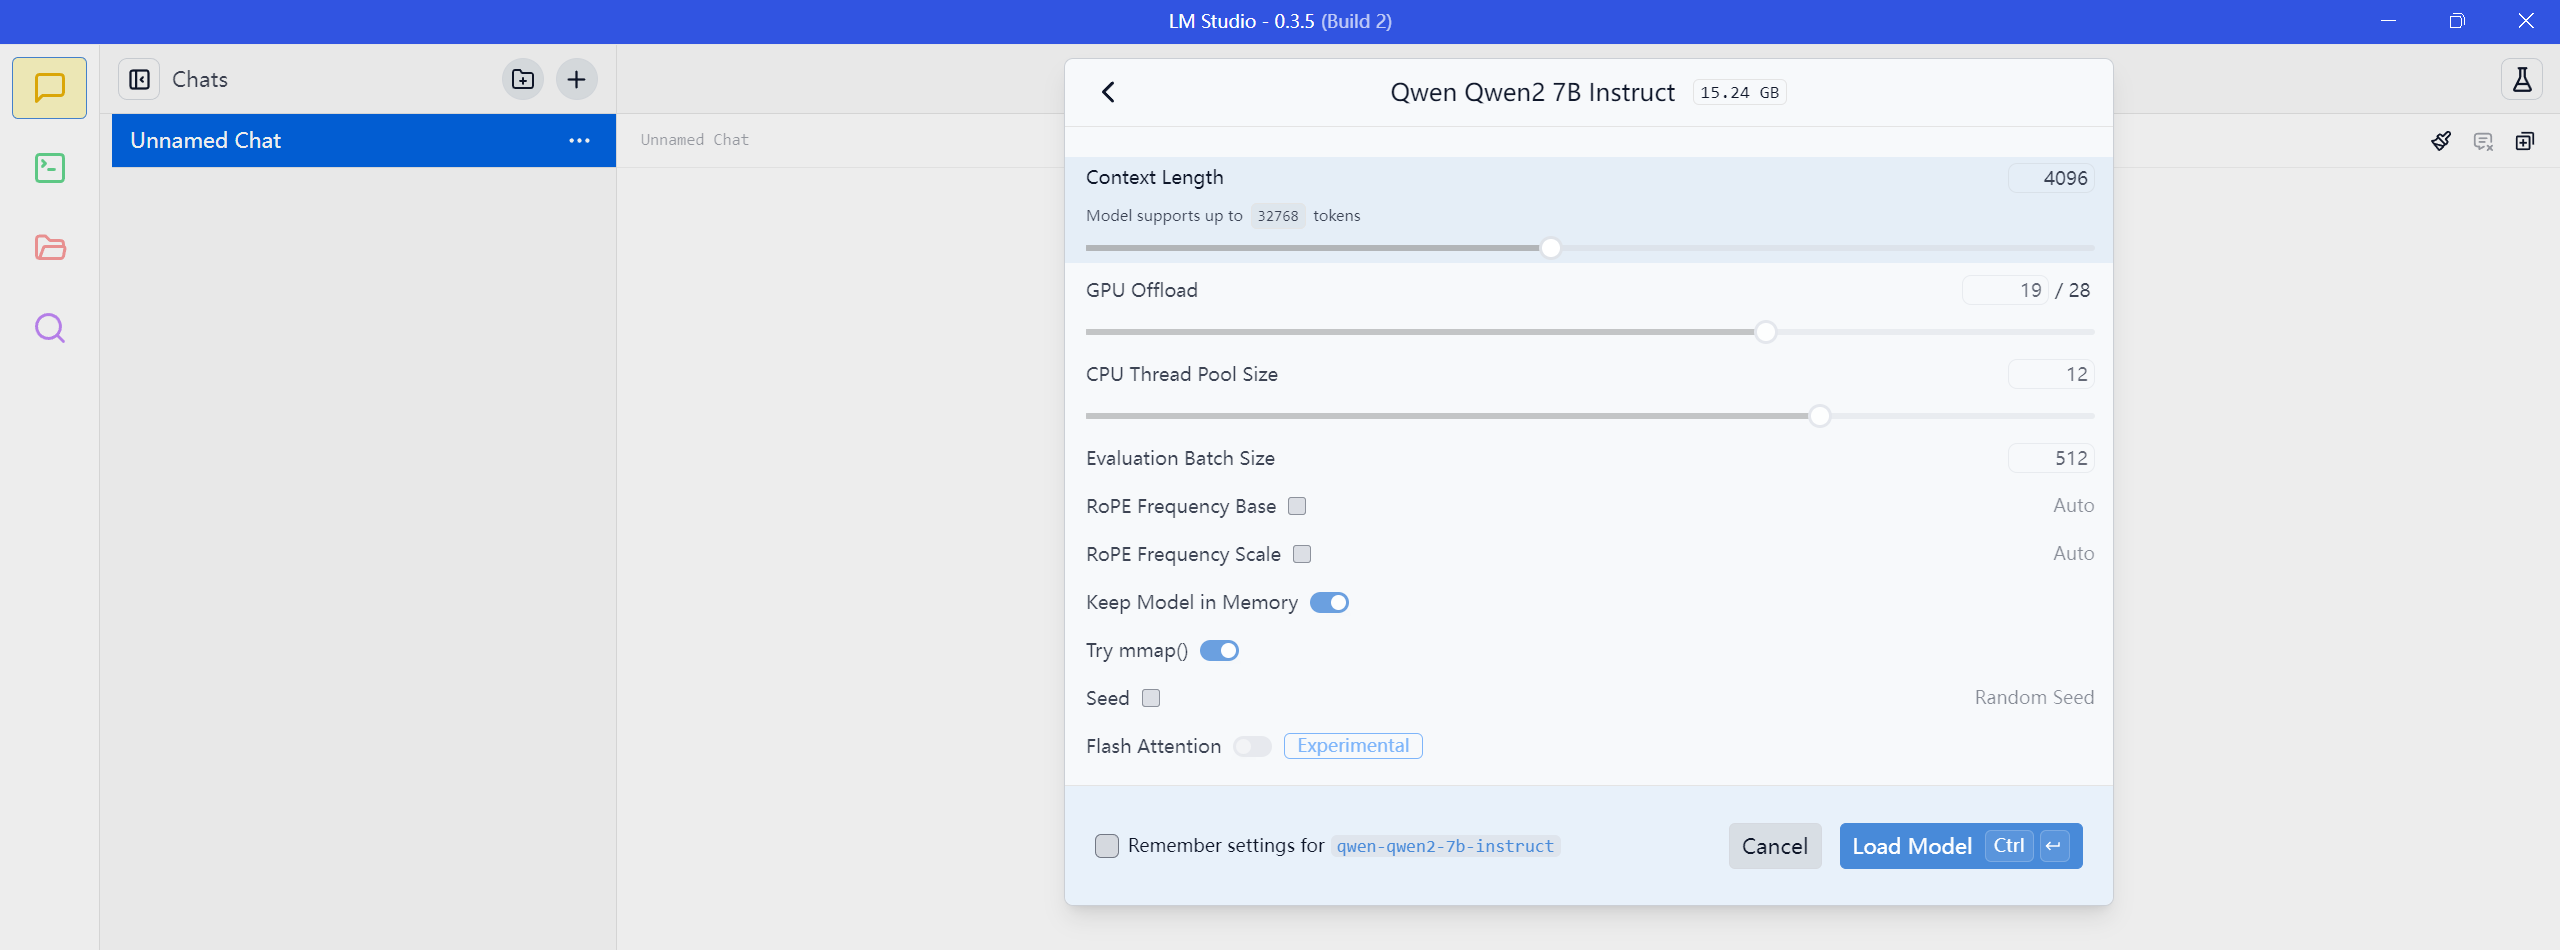 LM Studio - 0.3.5 (Build 2)
Chats
Unnamed Chat
Unnamed Chat
Qwen Qwen2 7B Instruct 15.24 GB
Context Length 4096
Model supports up to 32768 tokens
GPU Offload 19 / 28
CPU Thread Pool Size 12
Evaluation Batch Size 512
RoPE Frequency Base Auto
RoPE Frequency Scale Auto
Keep Model in Memory
Try mmap()
Seed Random Seed
Flash Attention Experimental
Remember settings for qwen-qwen2-7b-instruct Cancel Load Model Ctrl ↵